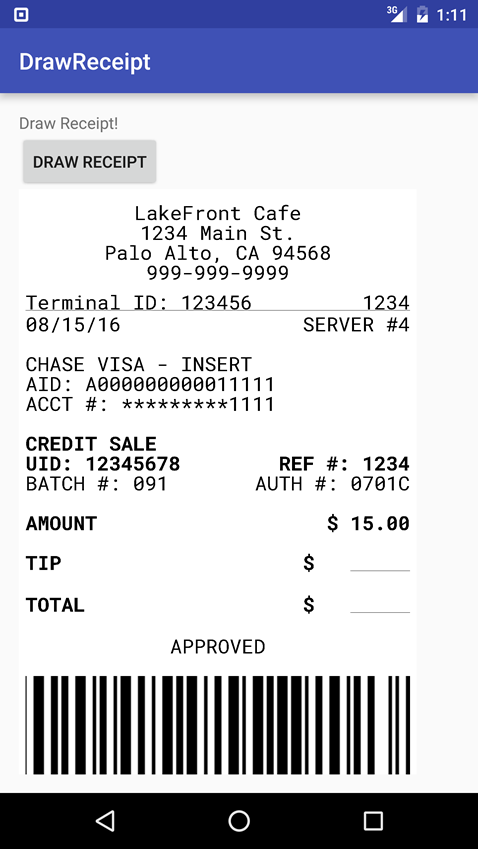 3G 1:11
DrawReceipt
Draw Receipt!
DRAW RECEIPT
LakeFront Cafe
1234 Main St.
Palo Alto, CA 94568
999-999-9999
Terminal ID: 123456 1234
08/15/16 SERVER #4
CHASE VISA - INSERT
AID: A000000000011111
ACCT #: *********1111
CREDIT SALE
UID: 12345678 REF #: 1234
BATCH #: 091 AUTH #: 0701C
AMOUNT $ 15.00
TIP $
TOTAL $
APPROVED